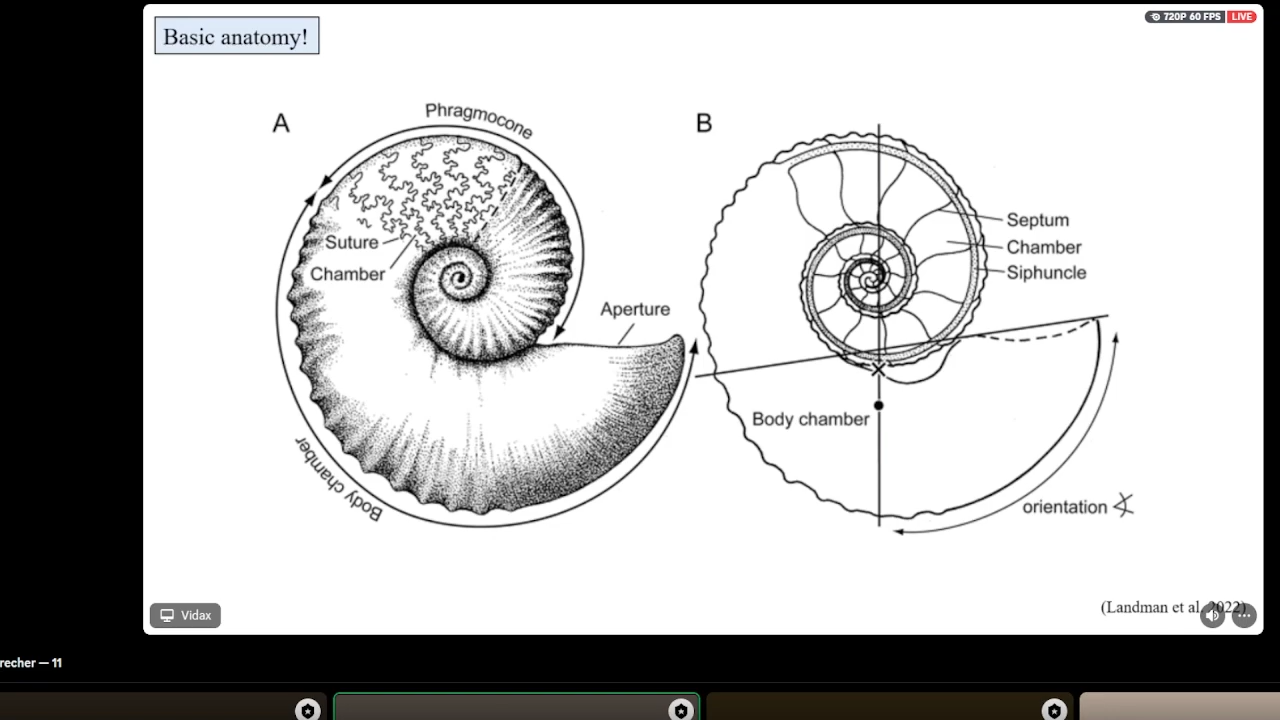 Basic anatomy!
720P 60 FPS LIVE
A
Phragmocone
Suture
Chamber
Aperture
Body chamber
B
Septum
Chamber
Siphuncle
Body chamber
orientation
(Landman et al. 2022)
Vidax
recher — 11